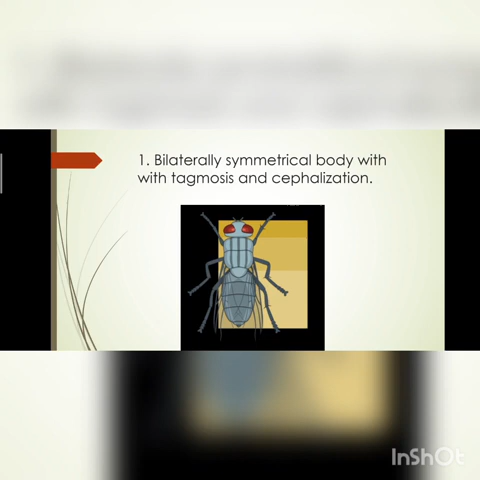 1. Bilaterally symmetrical body with
with tagmosis and cephalization.
InShOt